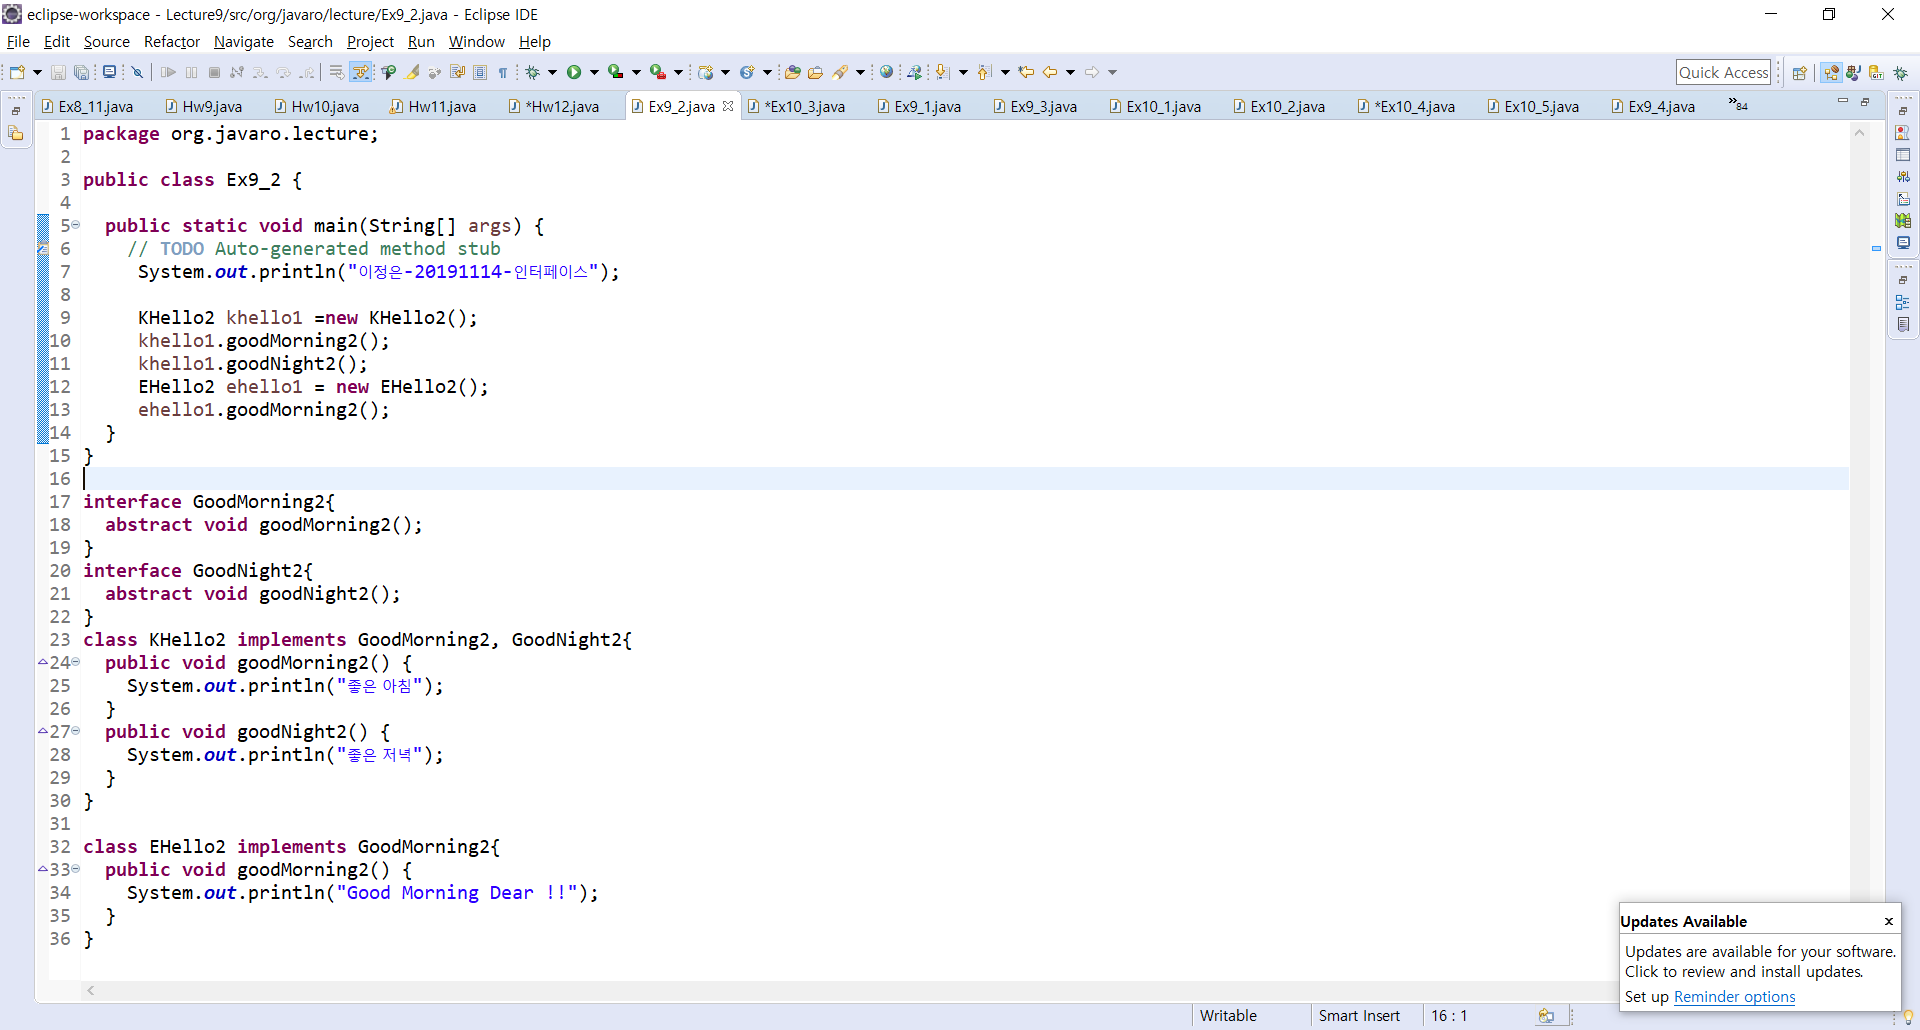 eclipse-workspace - Lecture9/src/org/javaro/lecture/Ex9_2.java - Eclipse IDE
File Edit Source Refactor Navigate Search Project Run Window Help
Quick Access
Ex8_11.java Hw9.java Hw10.java Hw11.java *Hw12.java Ex9_2.java *Ex10_3.java Ex9_1.java Ex9_3.java Ex10_1.java Ex10_2.java *Ex10_4.java Ex10_5.java Ex9_4.java »84
1 package org.javaro.lecture;
2
3 public class Ex9_2 {
4
5 public static void main(String[] args) {
6 // TODO Auto-generated method stub
7 System.out.println("이정은-20191114-인터페이스");
8
9 KHello2 khello1 =new KHello2();
10 khello1.goodMorning2();
11 khello1.goodNight2();
12 EHello2 ehello1 = new EHello2();
13 ehello1.goodMorning2();
14 }
15 }
16
17 interface GoodMorning2{
18 abstract void goodMorning2();
19 }
20 interface GoodNight2{
21 abstract void goodNight2();
22 }
23 class KHello2 implements GoodMorning2, GoodNight2{
24 public void goodMorning2() {
25 System.out.println("좋은 아침");
26 }
27 public void goodNight2() {
28 System.out.println("좋은 저녁");
29 }
30 }
31
32 class EHello2 implements GoodMorning2{
33 public void goodMorning2() {
34 System.out.println("Good Morning Dear !!");
35 }
36 }
Updates Available x
Updates are available for your software.
Click to review and install updates.
Set up Reminder options
Writable Smart Insert 16 : 1